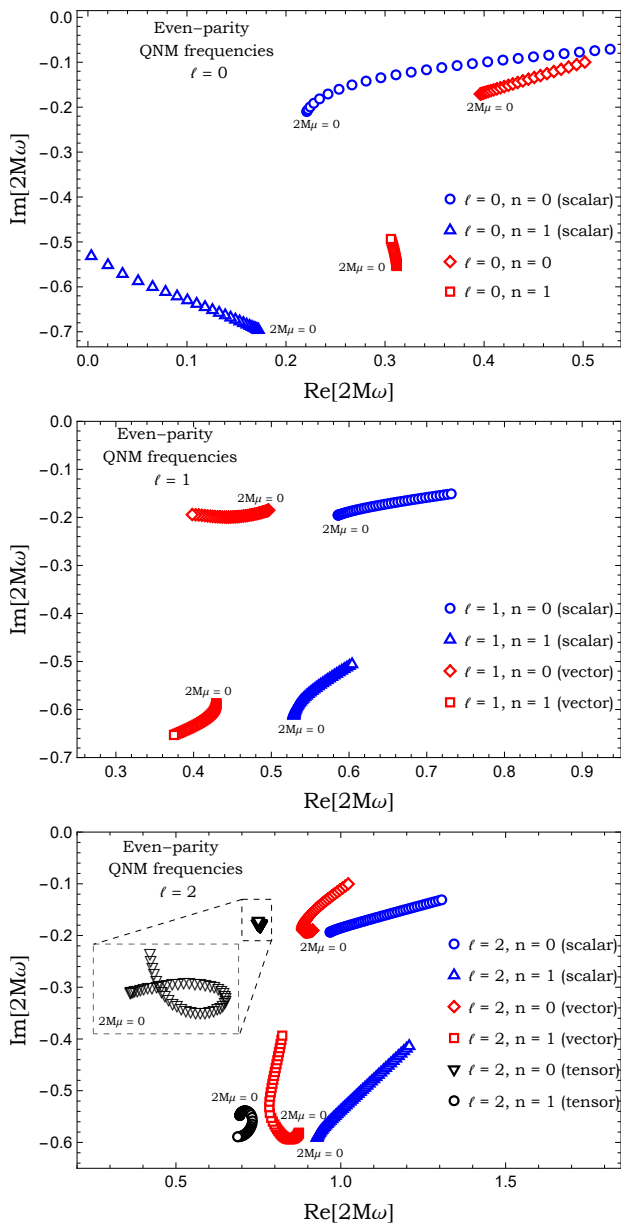 Even−parity
QNM frequencies
ℓ = 0
2Mμ = 0
2Mμ = 0
2Mμ = 0
2Mμ = 0
ℓ = 0, n = 0 (scalar)
ℓ = 0, n = 1 (scalar)
ℓ = 0, n = 0
ℓ = 0, n = 1
0.0
−0.1
−0.2
−0.3
−0.4
−0.5
−0.6
−0.7
Im[2Mω]
0.0 0.1 0.2 0.3 0.4 0.5
Re[2Mω]
Even−parity
QNM frequencies
ℓ = 1
2Mμ = 0
2Mμ = 0
2Mμ = 0
2Mμ = 0
ℓ = 1, n = 0 (scalar)
ℓ = 1, n = 1 (scalar)
ℓ = 1, n = 0 (vector)
ℓ = 1, n = 1 (vector)
0.0
−0.1
−0.2
−0.3
−0.4
−0.5
−0.6
−0.7
Im[2Mω]
0.3 0.4 0.5 0.6 0.7 0.8 0.9
Re[2Mω]
Even−parity
QNM frequencies
ℓ = 2
2Mμ = 0
2Mμ = 0
2Mμ = 0
2Mμ = 0
2Mμ = 0
2Mμ = 0
ℓ = 2, n = 0 (scalar)
ℓ = 2, n = 1 (scalar)
ℓ = 2, n = 0 (vector)
ℓ = 2, n = 1 (vector)
ℓ = 2, n = 0 (tensor)
ℓ = 2, n = 1 (tensor)
0.0
−0.1
−0.2
−0.3
−0.4
−0.5
−0.6
Im[2Mω]
0.5 1.0 1.5
Re[2Mω]